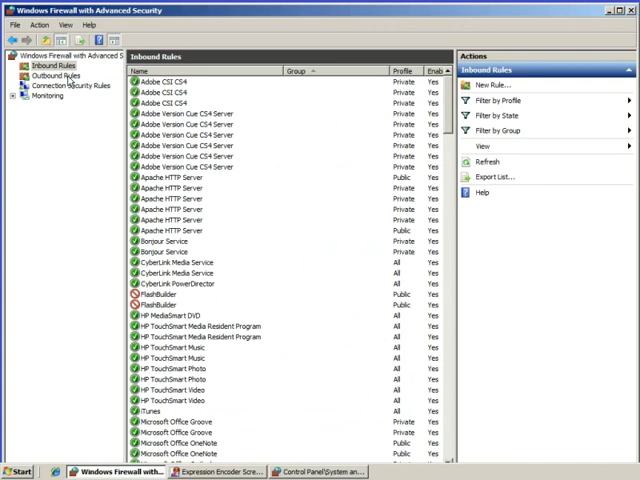 Windows Firewall with Advanced Security
File Action View Help
Windows Firewall with Advanced S
Inbound Rules
Outbound Rules
Connection Security Rules
Monitoring
Inbound Rules
Name Group Profile Enab
Adobe CSI CS4 Private Yes
Adobe CSI CS4 Private Yes
Adobe CSI CS4 Private Yes
Adobe Version Cue CS4 Server Private Yes
Adobe Version Cue CS4 Server Private Yes
Adobe Version Cue CS4 Server Private Yes
Adobe Version Cue CS4 Server Private Yes
Adobe Version Cue CS4 Server Private Yes
Adobe Version Cue CS4 Server Private Yes
Apache HTTP Server Public Yes
Apache HTTP Server Private Yes
Apache HTTP Server Private Yes
Apache HTTP Server Private Yes
Apache HTTP Server Private Yes
Apache HTTP Server Public Yes
Bonjour Service Private Yes
Bonjour Service Private Yes
CyberLink Media Service All Yes
CyberLink Media Service All Yes
CyberLink PowerDirector All Yes
FlashBuilder Public Yes
FlashBuilder Public Yes
HP MediaSmart DVD All Yes
HP TouchSmart Media Resident Program All Yes
HP TouchSmart Media Resident Program All Yes
HP TouchSmart Music All Yes
HP TouchSmart Music All Yes
HP TouchSmart Photo All Yes
HP TouchSmart Photo All Yes
HP TouchSmart Video All Yes
HP TouchSmart Video All Yes
iTunes All Yes
Microsoft Office Groove Private Yes
Microsoft Office Groove Private Yes
Microsoft Office OneNote Public Yes
Microsoft Office OneNote Public Yes
Actions
Inbound Rules
New Rule...
Filter by Profile
Filter by State
Filter by Group
View
Refresh
Export List...
Help
Start
Windows Firewall with...
Expression Encoder Scre...
Control Panel\System an...